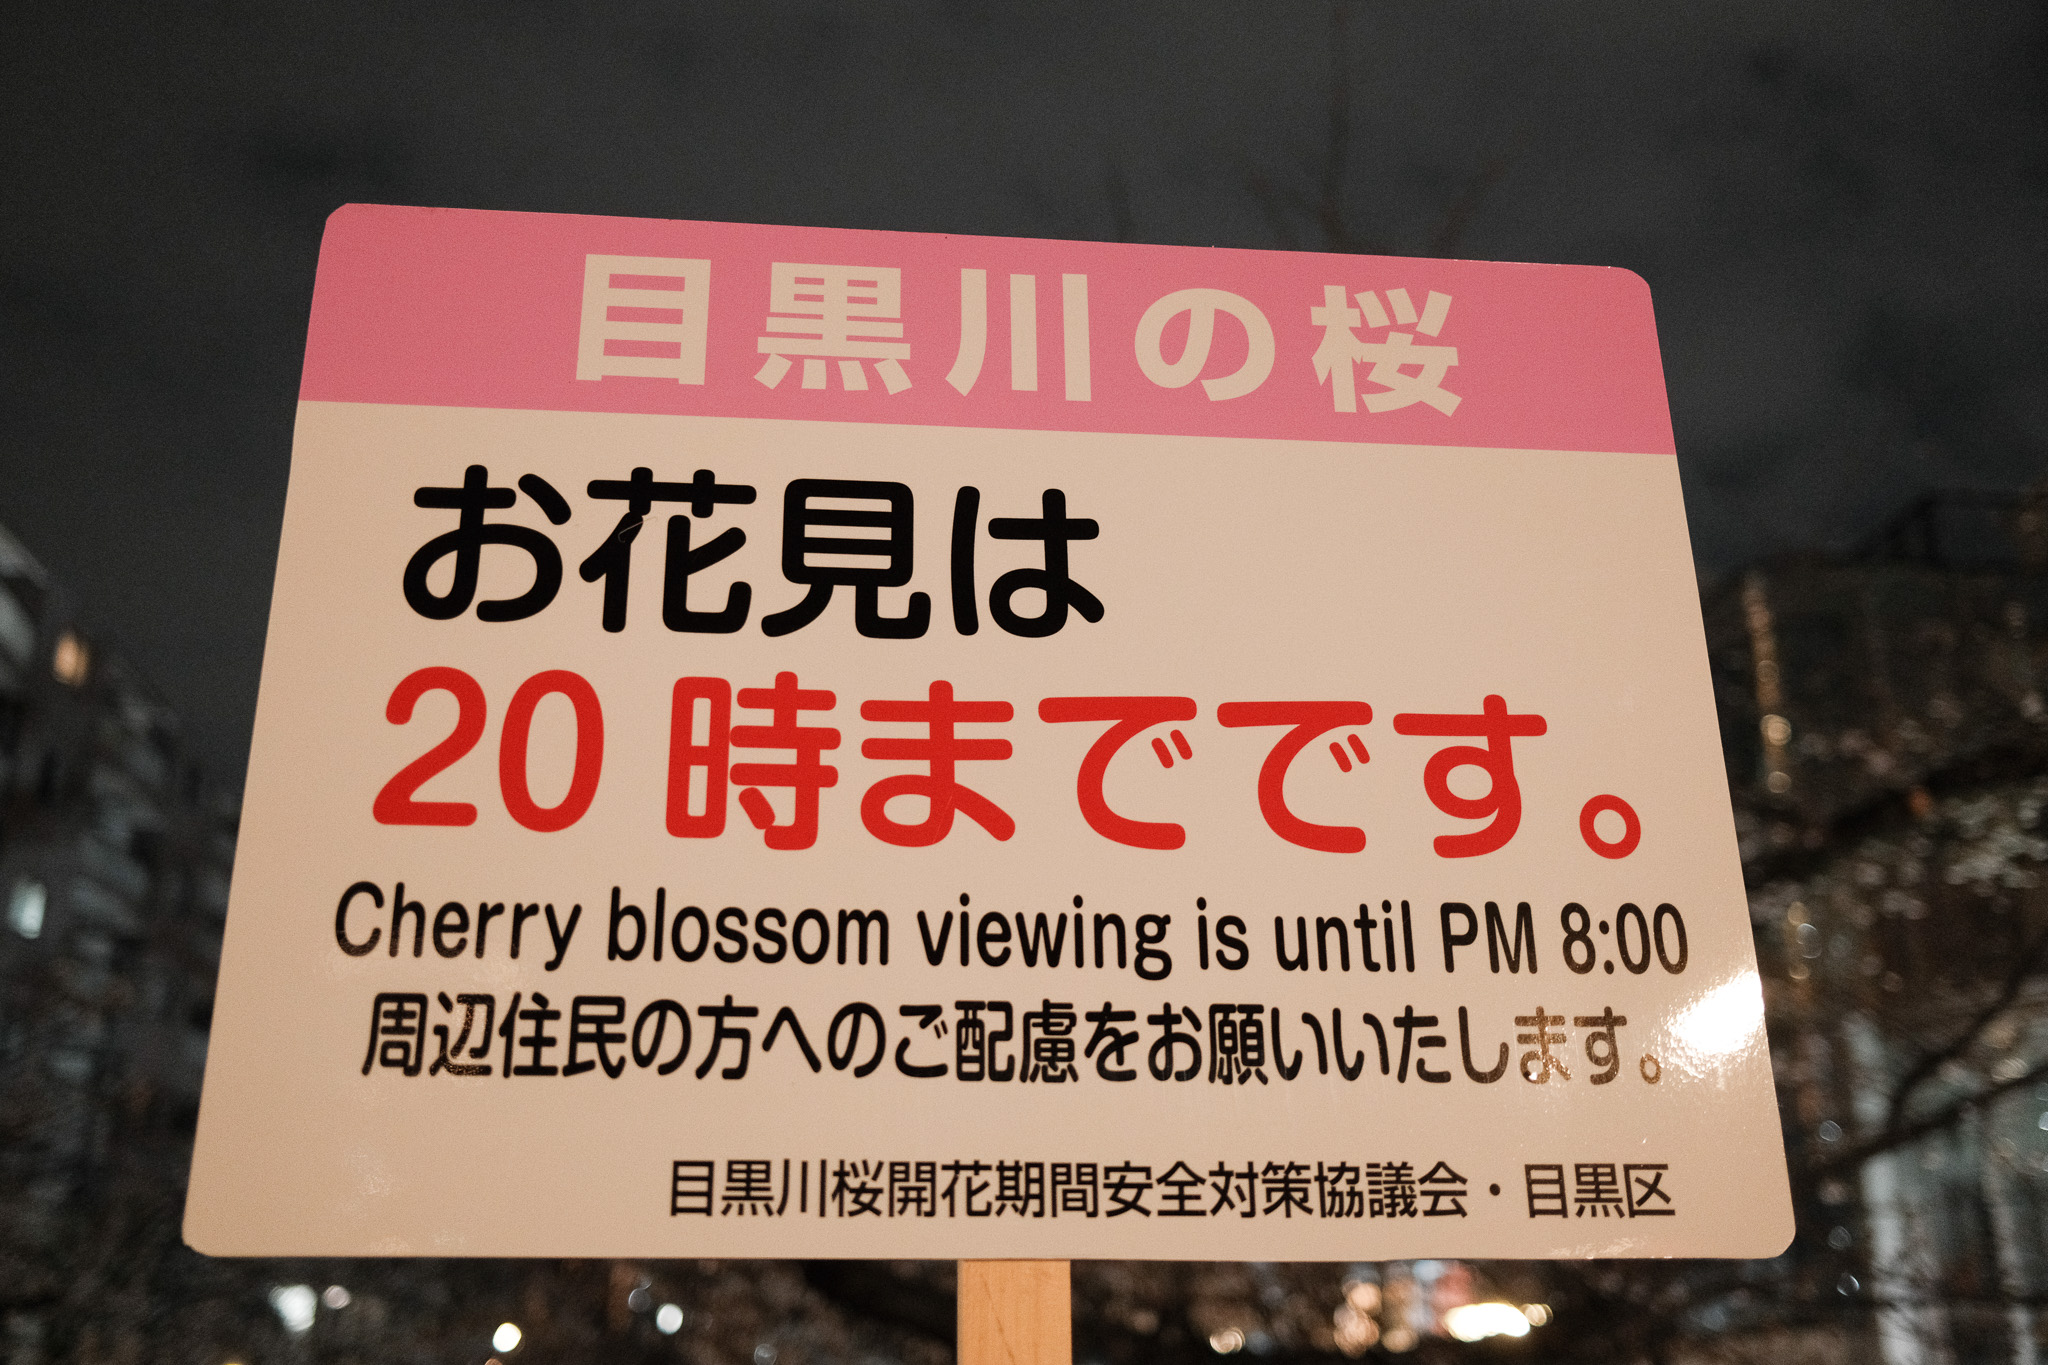 目黒川の桜
お花見は
20時までです。
Cherry blossom viewing is until PM 8:00
周辺住民の方へのご配慮をお願いいたします。
目黒川桜開花期間安全対策協議会・目黒区